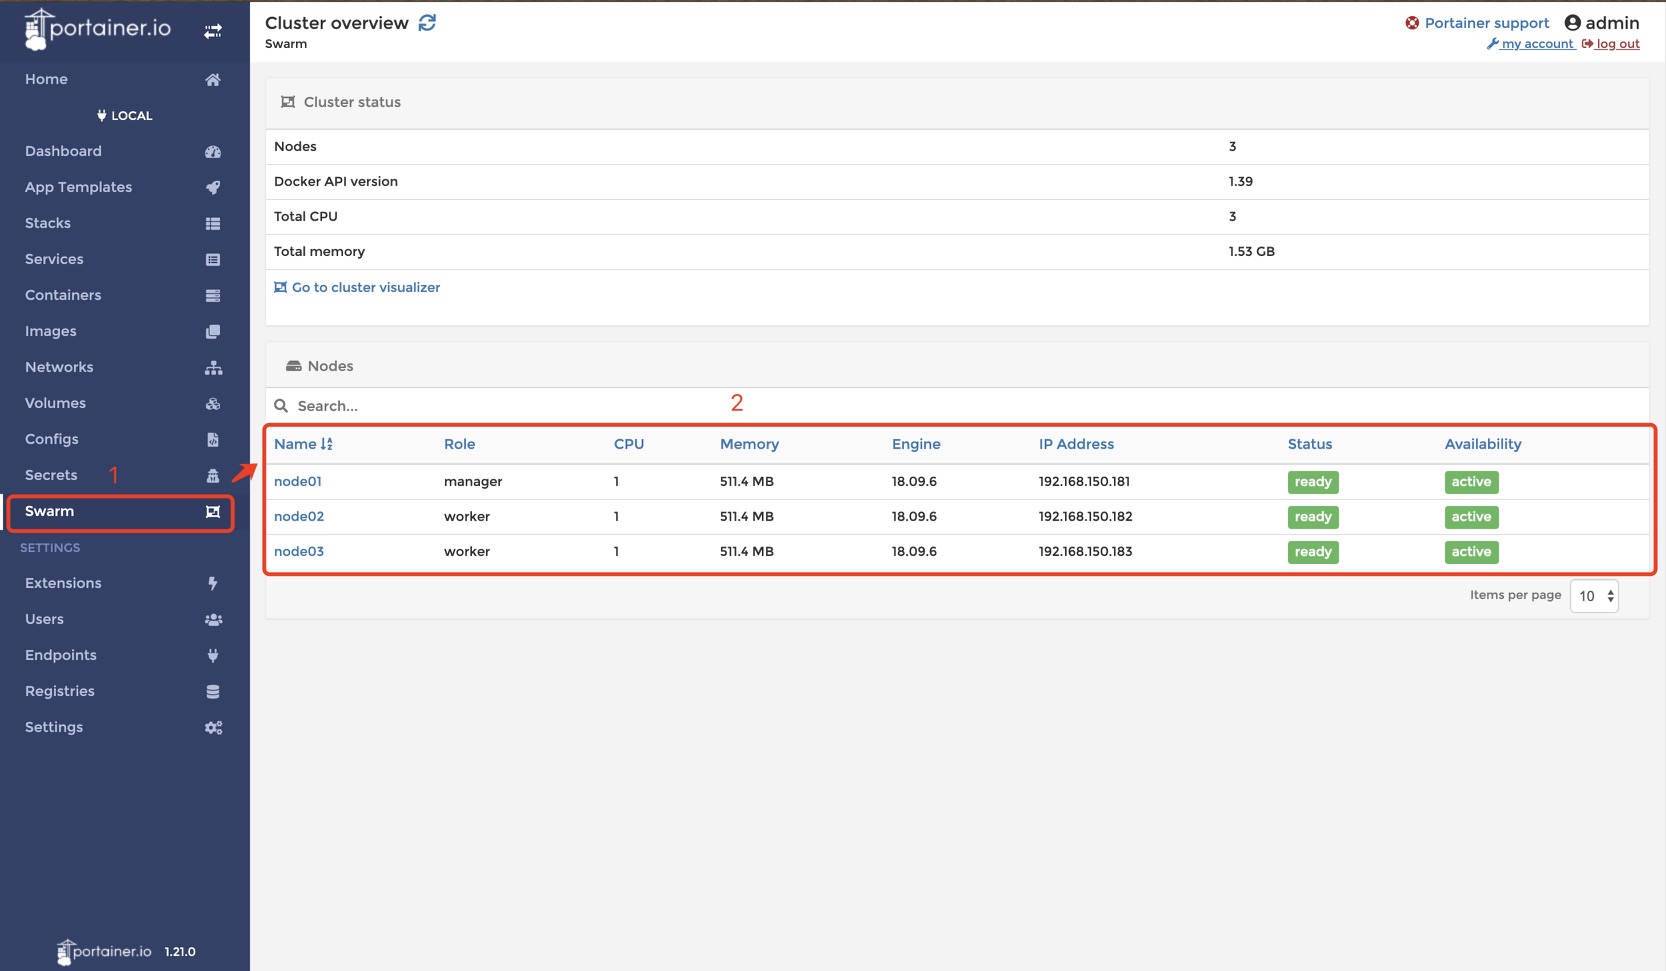 portainer.io
Home
LOCAL
Dashboard
App Templates
Stacks
Services
Containers
Images
Networks
Volumes
Configs
Secrets 1
Swarm
SETTINGS
Extensions
Users
Endpoints
Registries
Settings
portainer.io 1.21.0
Cluster overview
Swarm
Portainer support admin
my account log out
Cluster status
Nodes 3
Docker API version 1.39
Total CPU 3
Total memory 1.53 GB
Go to cluster visualizer
Nodes
Search... 2
Name Role CPU Memory Engine IP Address Status Availability
node01 manager 1 511.4 MB 18.09.6 192.168.150.181 ready active
node02 worker 1 511.4 MB 18.09.6 192.168.150.182 ready active
node03 worker 1 511.4 MB 18.09.6 192.168.150.183 ready active
Items per page 10